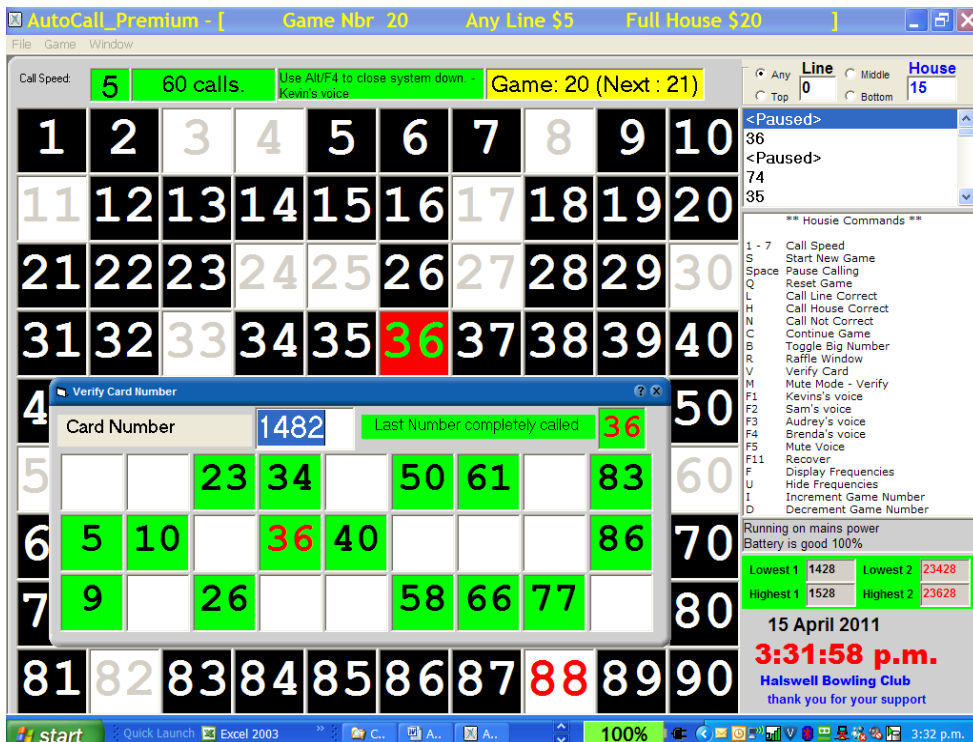 AutoCall_Premium - [ Game Nbr 20 Any Line $5 Full House $20 ]
File Game Window
Call Speed: 5 60 calls. Use Alt/F4 to close system down. - Kevin's voice Game: 20 (Next : 21)
Any Line Middle House
Top 0 Bottom 15
1 2 3 4 5 6 7 8 9 10
11 12 13 14 15 16 17 18 19 20
21 22 23 24 25 26 27 28 29 30
31 32 33 34 35 36 37 38 39 40
4 50
5 60
6 70
7 80
81 82 83 84 85 86 87 88 89 90
Verify Card Number
Card Number 1482 Last Number completely called 36
23 34 50 61 83
5 10 36 40 86
9 26 58 66 77
<Paused>
36
<Paused>
74
35
** Housie Commands **
1 - 7 Call Speed
S Start New Game
Space Pause Calling
Q Reset Game
L Call Line Correct
H Call House Correct
N Call Not Correct
C Continue Game
B Toggle Big Number
R Raffle Window
V Verify Card
M Mute Mode - Verify
F1 Kevins's voice
F2 Sam's voice
F3 Audrey's voice
F4 Brenda's voice
F5 Mute Voice
F11 Recover
F Display Frequencies
U Hide Frequencies
I Increment Game Number
D Decrement Game Number
Running on mains power
Battery is good 100%
Lowest 1 1428 Lowest 2 23428
Highest 1 1528 Highest 2 23628
15 April 2011
3:31:58 p.m.
Halswell Bowling Club
thank you for your support
start Quick Launch Excel 2003 » C.. A.. A.. 100% 3:32 p.m.